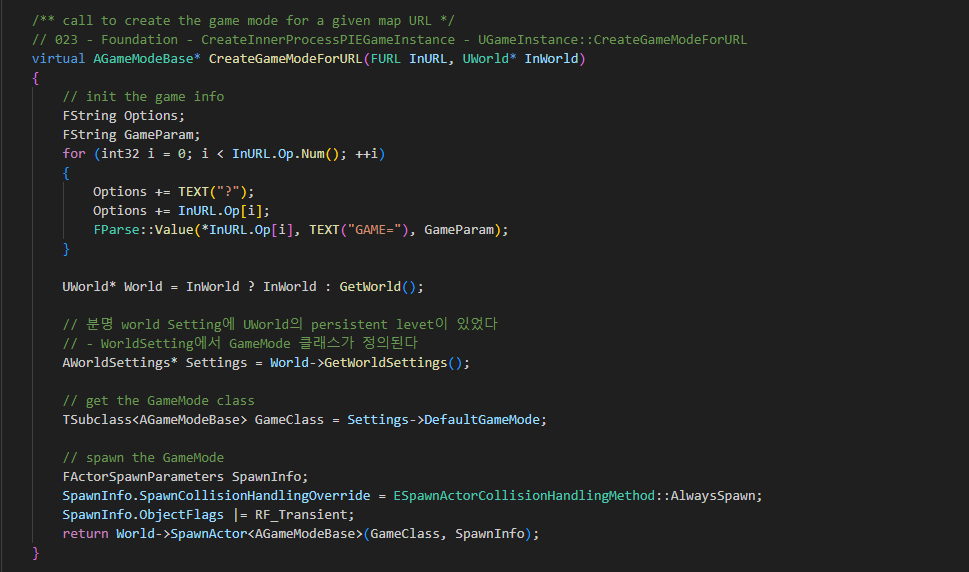 /** call to create the game mode for a given map URL */
// 023 - Foundation - CreateInnerProcessPIEGameInstance - UGameInstance::CreateGameModeForURL
virtual AGameModeBase* CreateGameModeForURL(FURL InURL, UWorld* InWorld)
{
    // init the game info
    FString Options;
    FString GameParam;
    for (int32 i = 0; i < InURL.Op.Num(); ++i)
    {
        Options += TEXT("?");
        Options += InURL.Op[i];
        FParse::Value(*InURL.Op[i], TEXT("GAME="), GameParam);
    }
    UWorld* World = InWorld ? InWorld : GetWorld();
    // 분명 world Setting에 UWorld의 persistent levet이 있었다
    // - WorldSetting에서 GameMode 클래스가 정의된다
    AWorldSettings* Settings = World->GetWorldSettings();
    // get the GameMode class
    TSubclass<AGameModeBase> GameClass = Settings->DefaultGameMode;
    // spawn the GameMode
    FActorSpawnParameters SpawnInfo;
    SpawnInfo.SpawnCollisionHandlingOverride = ESpawnActorCollisionHandlingMethod::AlwaysSpawn;
    SpawnInfo.ObjectFlags |= RF_Transient;
    return World->SpawnActor<AGameModeBase>(GameClass, SpawnInfo);
}